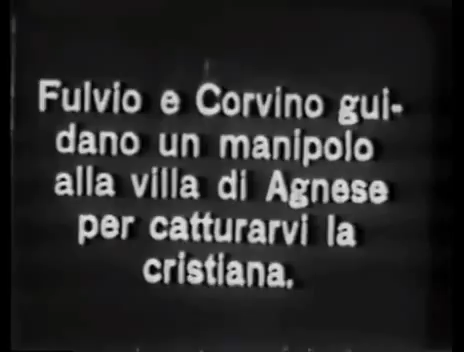 Fulvio e Corvino gui-
dano un manipolo
alla villa di Agnese
per catturarvi la
cristiana.